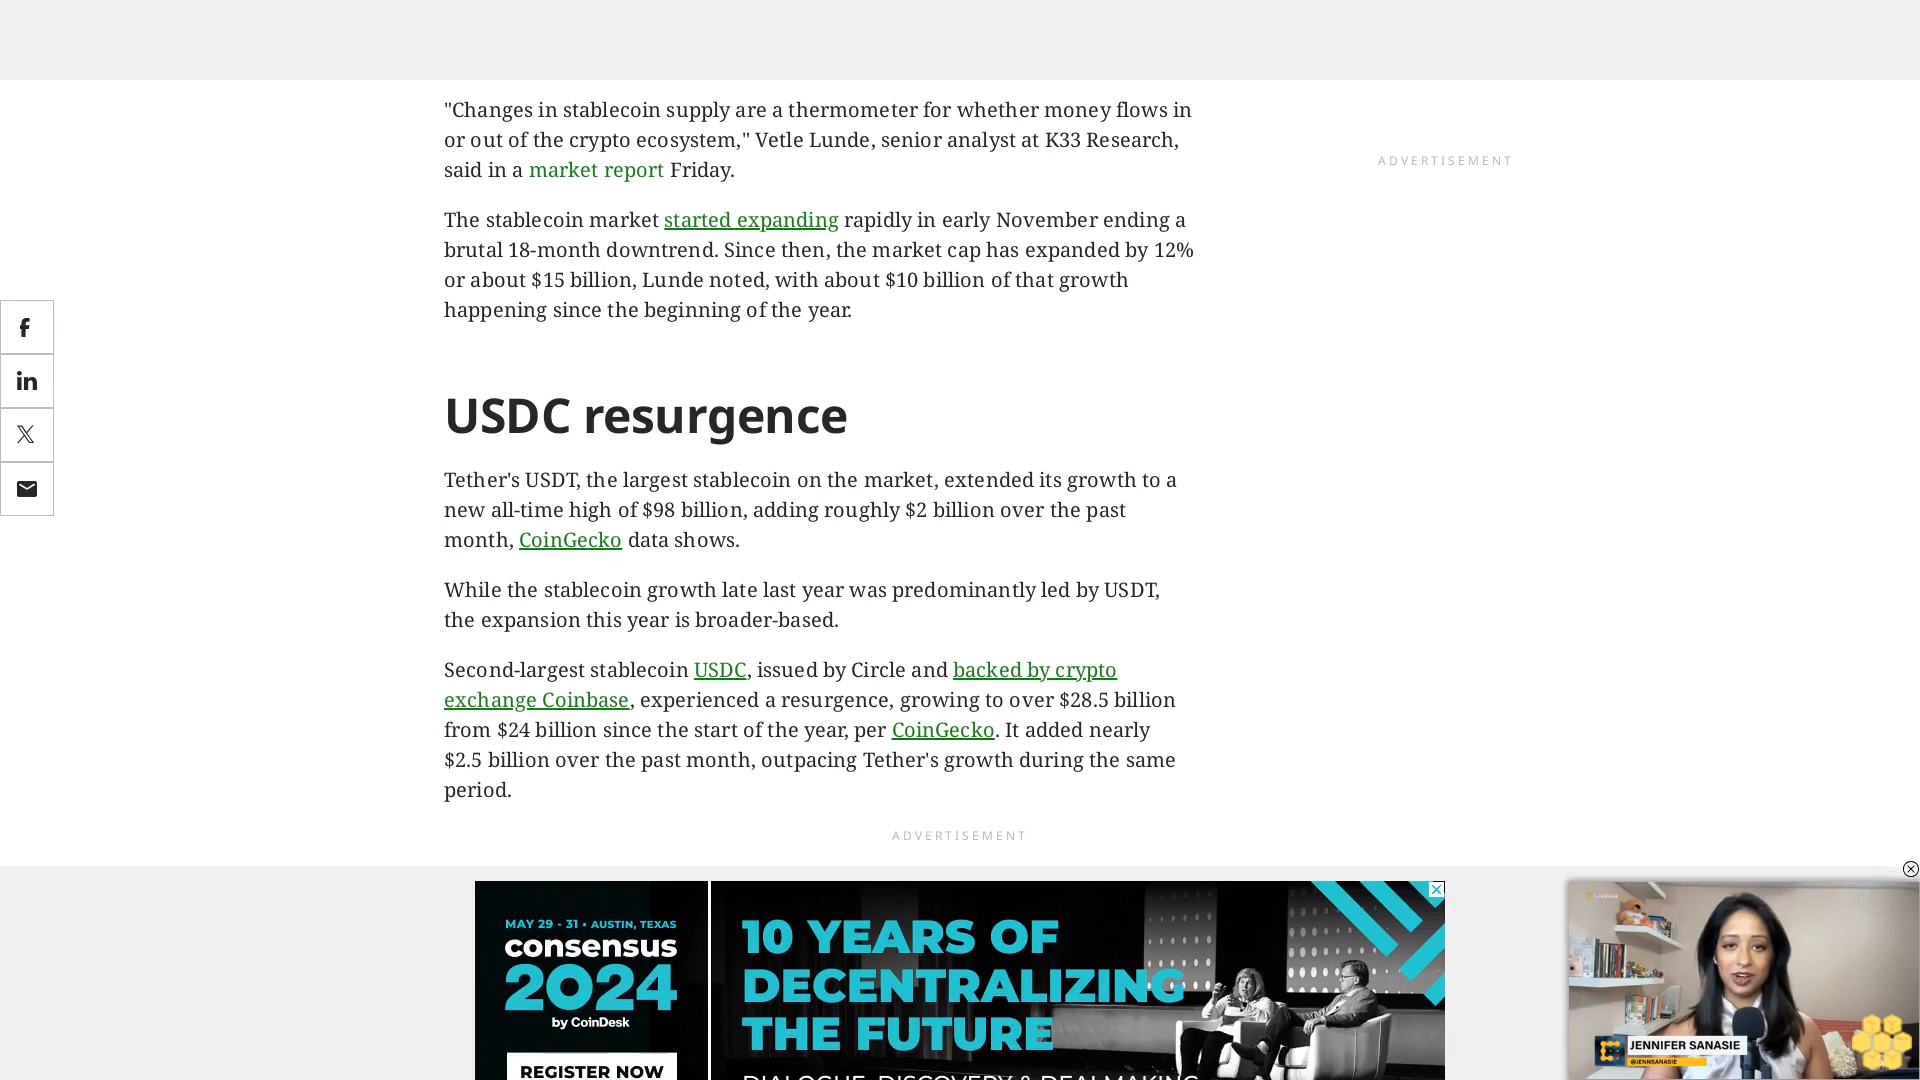 "Changes in stablecoin supply are a thermometer for whether money flows in
or out of the crypto ecosystem," Vetle Lunde, senior analyst at K33 Research,
said in a market report Friday.
ADVERTISEMENT
The stablecoin market started expanding rapidly in early November ending a
brutal 18-month downtrend. Since then, the market cap has expanded by 12%
or about $15 billion, Lunde noted, with about $10 billion of that growth
happening since the beginning of the year.
USDC resurgence
Tether's USDT, the largest stablecoin on the market, extended its growth to a
new all-time high of $98 billion, adding roughly $2 billion over the past
month, CoinGecko data shows.
While the stablecoin growth late last year was predominantly led by USDT,
the expansion this year is broader-based.
Second-largest stablecoin USDC, issued by Circle and backed by crypto
exchange Coinbase, experienced a resurgence, growing to over $28.5 billion
from $24 billion since the start of the year, per CoinGecko. It added nearly
$2.5 billion over the past month, outpacing Tether's growth during the same
period.
ADVERTISEMENT
MAY 29 - 31 • AUSTIN, TEXAS
consensus
2024
by CoinDesk
REGISTER NOW
10 YEARS OF
DECENTRALIZING
THE FUTURE
DIALOGUE, DISCOVERY & DEALMAKING
CoinDesk
JENNIFER SANASIE
@JENNSANASIE